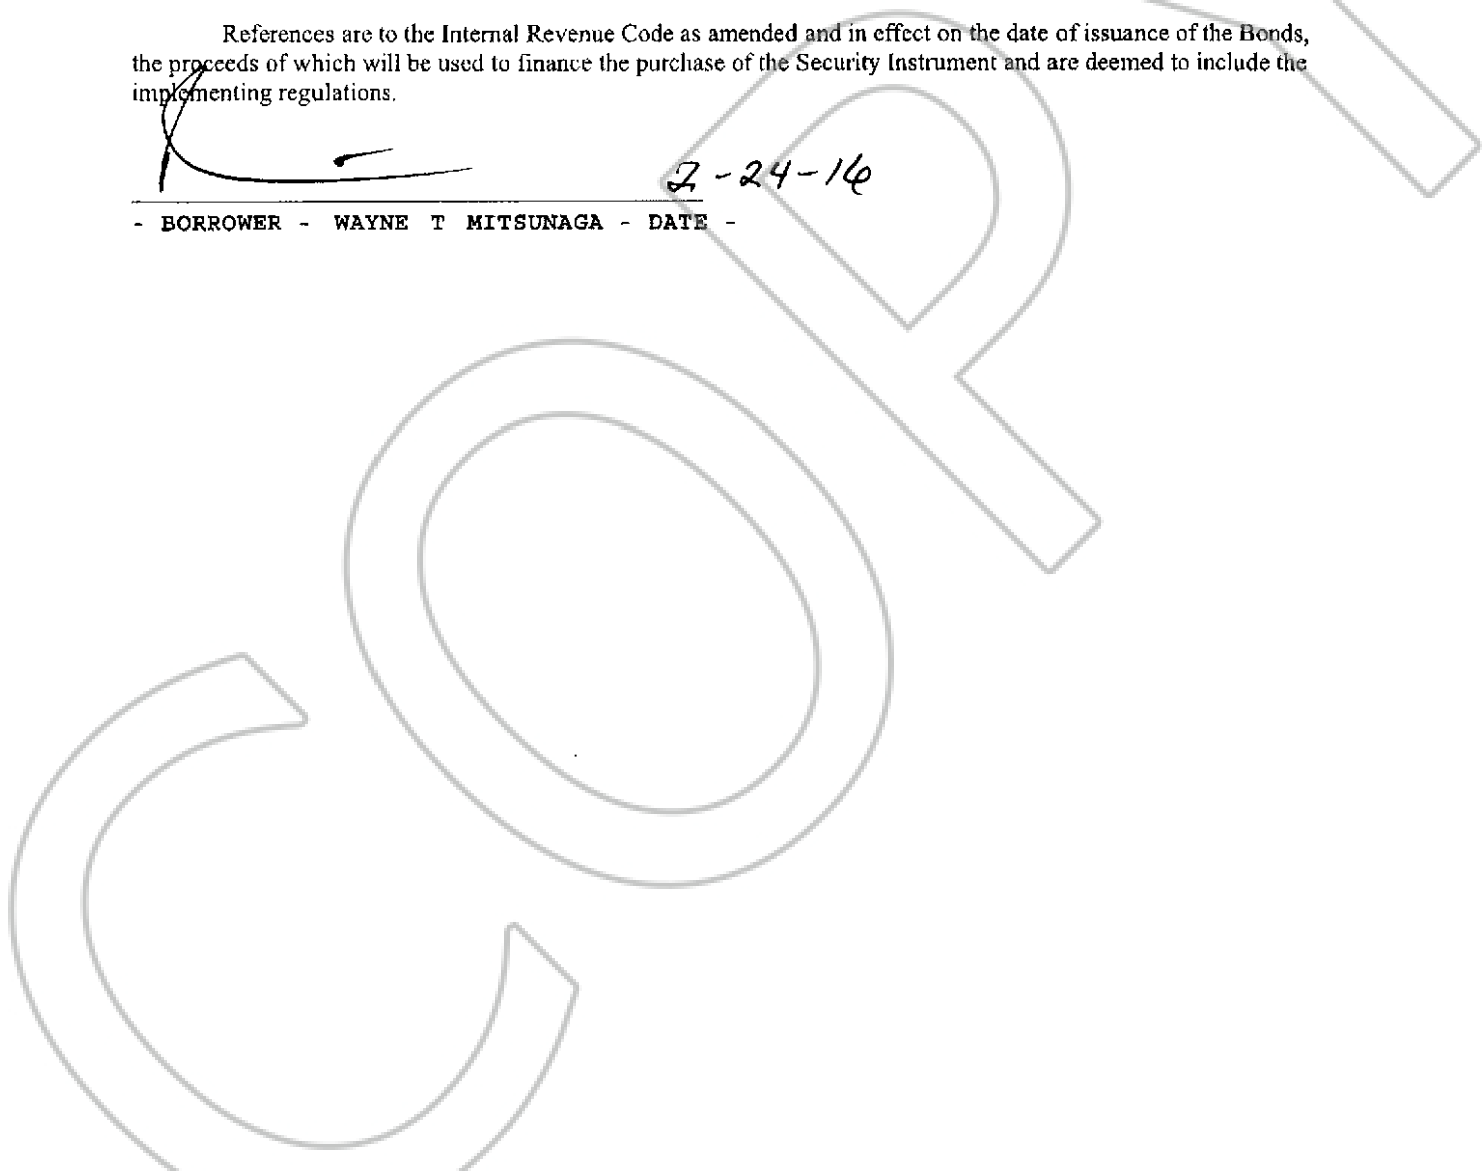 References are to the Internal Revenue Code as amended and in effect on the date of issuance of the Bonds,
the proceeds of which will be used to finance the purchase of the Security Instrument and are deemed to include the
implementing regulations.
2-24-16
- BORROWER - WAYNE T MITSUNAGA - DATE -
COPY